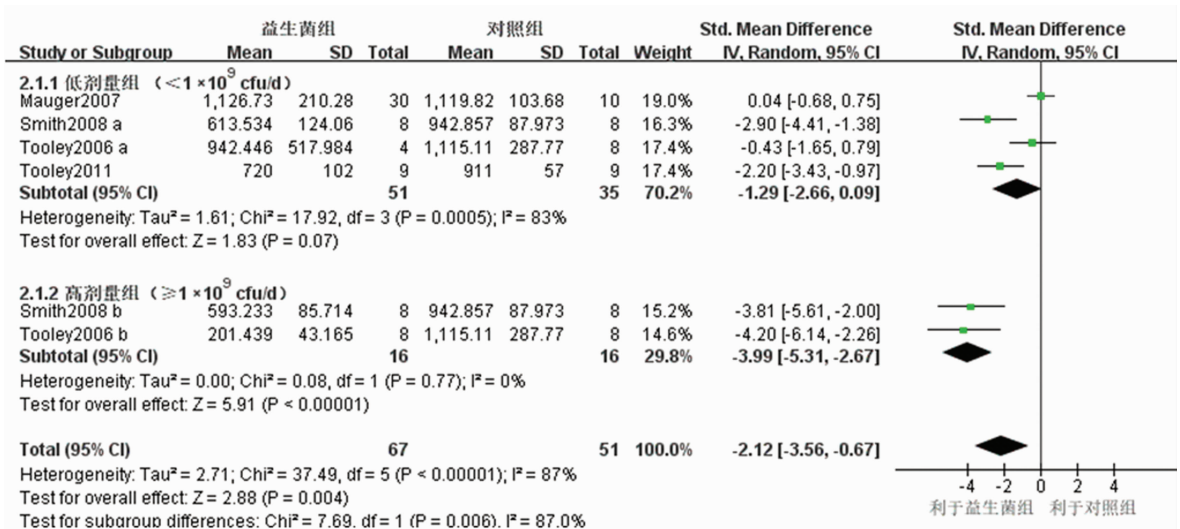 益生菌组 对照组 Std. Mean Difference Std. Mean Difference
Study or Subgroup Mean SD Total Mean SD Total Weight IV, Random, 95% CI IV, Random, 95% CI
2.1.1 低剂量组 （＜1 ×10⁹ cfu/d）
Mauger2007 1,126.73 210.28 30 1,119.82 103.68 10 19.0% 0.04 [-0.68, 0.75]
Smith2008 a 613.534 124.06 8 942.857 87.973 8 16.3% -2.90 [-4.41, -1.38]
Tooley2006 a 942.446 517.984 4 1,115.11 287.77 8 17.4% -0.43 [-1.65, 0.79]
Tooley2011 720 102 9 911 57 9 17.4% -2.20 [-3.43, -0.97]
Subtotal (95% CI) 51 35 70.2% -1.29 [-2.66, 0.09]
Heterogeneity: Tau² = 1.61; Chi² = 17.92, df = 3 (P = 0.0005); I² = 83%
Test for overall effect: Z = 1.83 (P = 0.07)
2.1.2 高剂量组 （≥1 ×10⁹ cfu/d）
Smith2008 b 593.233 85.714 8 942.857 87.973 8 15.2% -3.81 [-5.61, -2.00]
Tooley2006 b 201.439 43.165 8 1,115.11 287.77 8 14.6% -4.20 [-6.14, -2.26]
Subtotal (95% CI) 16 16 29.8% -3.99 [-5.31, -2.67]
Heterogeneity: Tau² = 0.00; Chi² = 0.08, df = 1 (P = 0.77); I² = 0%
Test for overall effect: Z = 5.91 (P < 0.00001)
Total (95% CI) 67 51 100.0% -2.12 [-3.56, -0.67]
Heterogeneity: Tau² = 2.71; Chi² = 37.49, df = 5 (P < 0.00001); I² = 87%
Test for overall effect: Z = 2.88 (P = 0.004)
Test for subgroup differences: Chi² = 7.69, df = 1 (P = 0.006), I² = 87.0%
-4 -2 0 2 4
利于益生菌组 利于对照组